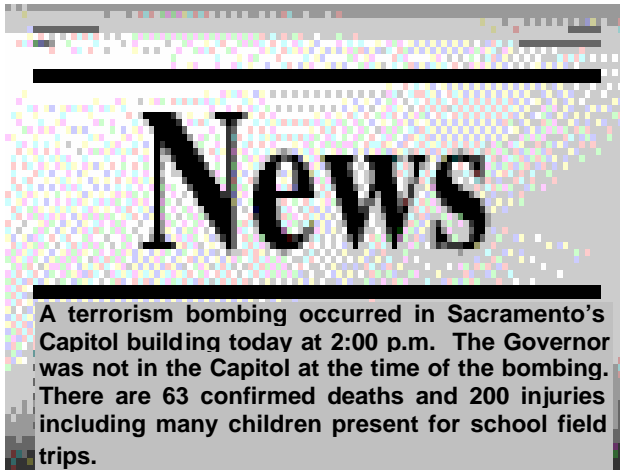 News
A terrorism bombing occurred in Sacramento's
Capitol building today at 2:00 p.m. The Governor
was not in the Capitol at the time of the bombing.
There are 63 confirmed deaths and 200 injuries
including many children present for school field
trips.